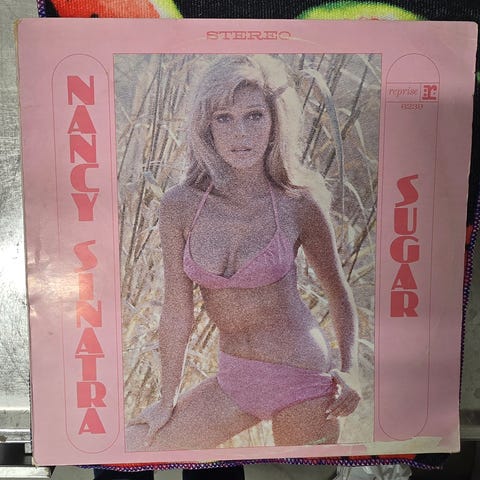 STEREO
NANCY SINATRA
reprise
6239
SUGAR